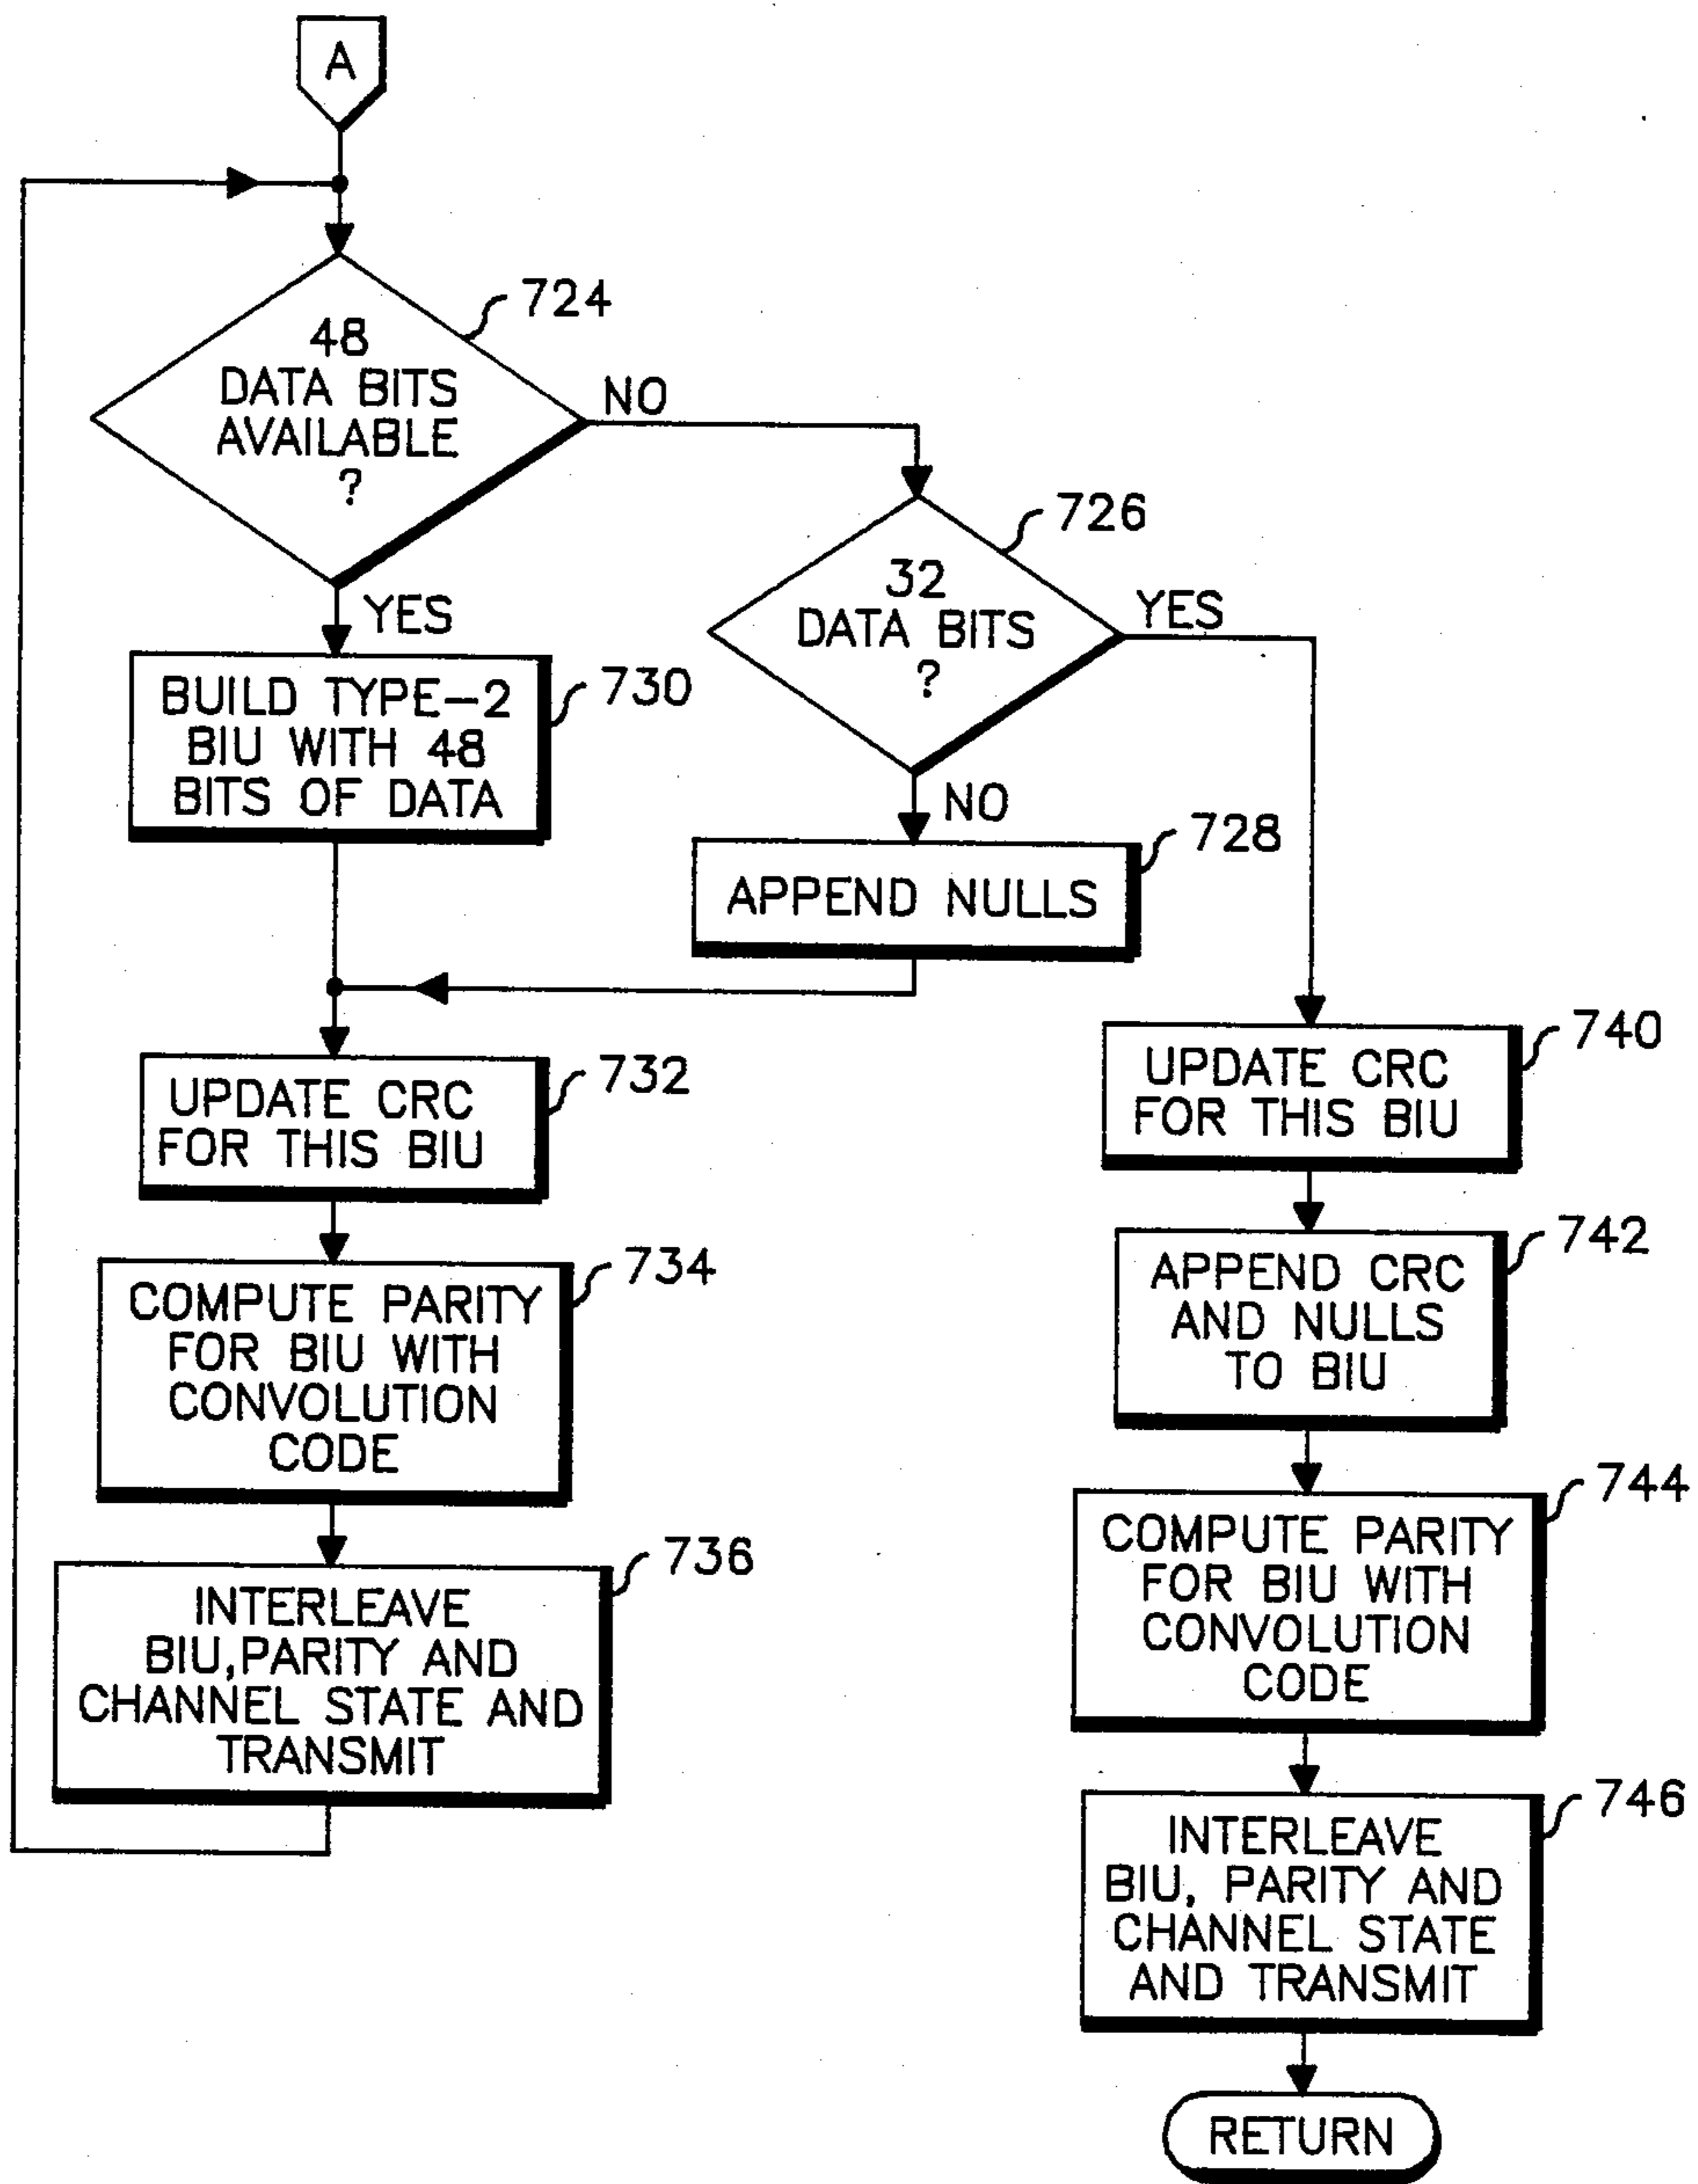 A
724
48
DATA BITS
AVAILABLE
?
NO
YES
726
32
DATA BITS
?
YES
NO
730
BUILD TYPE-2
BIU WITH 48
BITS OF DATA
728
APPEND NULLS
732
UPDATE CRC
FOR THIS BIU
734
COMPUTE PARITY
FOR BIU WITH
CONVOLUTION
CODE
736
INTERLEAVE
BIU,PARITY AND
CHANNEL STATE AND
TRANSMIT
740
UPDATE CRC
FOR THIS BIU
742
APPEND CRC
AND NULLS
TO BIU
744
COMPUTE PARITY
FOR BIU WITH
CONVOLUTION
CODE
746
INTERLEAVE
BIU, PARITY AND
CHANNEL STATE
AND TRANSMIT
RETURN